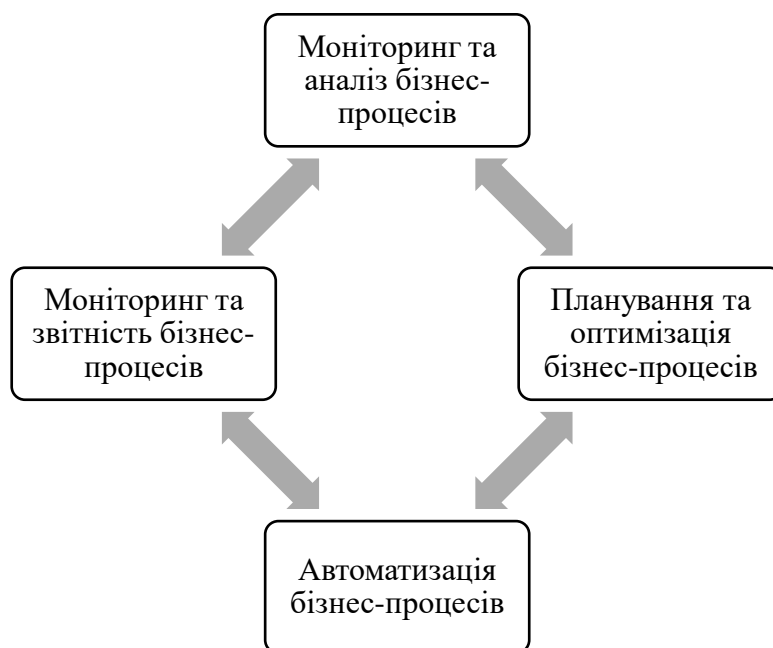 Моніторинг та
аналіз бізнес-
процесів
Моніторинг та
звітність бізнес-
процесів
Планування та
оптимізація
бізнес-процесів
Автоматизація
бізнес-процесів